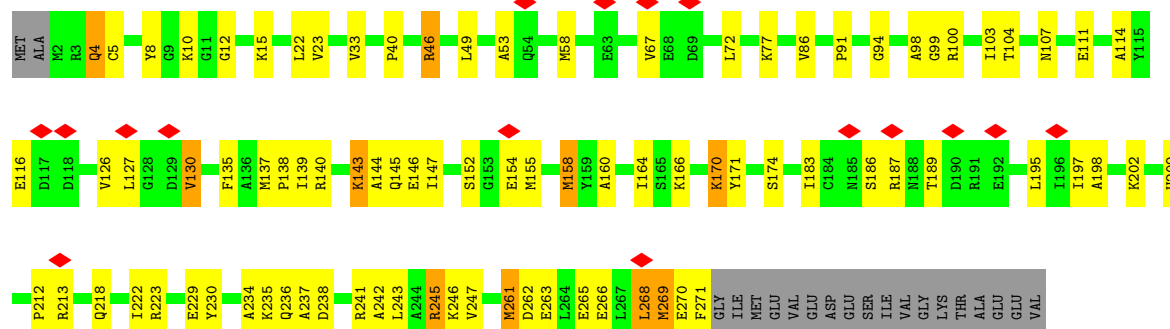 MET ALA M2 R3 Q4 C5 Y8 G9 K10 G11 G12 K15 L22 V23 V33 P40 R46 L49 A53 Q54 M58 E63 V67 E68 D69 L72 K77 V86 P91 G94 A98 G99 R100 I103 T104 N107 E111 A114 Y115
E116 D117 D118 V126 L127 G128 D129 V130 F135 A136 M137 P138 I139 R140 K143 A144 Q145 E146 I147 S152 G153 E154 M155 M158 Y159 A160 I164 S165 K166 K170 Y171 S174 I183 C184 N185 S186 R187 N188 T189 D190 R191 E192 L195 I196 I197 A198 K202
P212 R213 Q218 I222 R223 E229 Y230 A234 K235 Q236 A237 D238 R241 A242 L243 A244 R245 K246 V247 M261 D262 E263 L264 E265 E266 L267 L268 M269 E270 F271 GLY ILE MET GLU VAL GLU ASP GLU SER ILE VAL GLY LYS THR ALA GLU GLU VAL